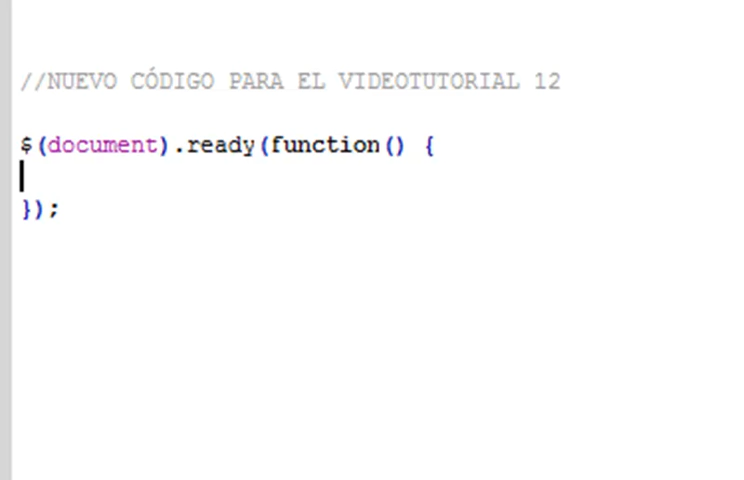 //NUEVO CÓDIGO PARA EL VIDEOTUTORIAL 12
$(document).ready(function() {
});